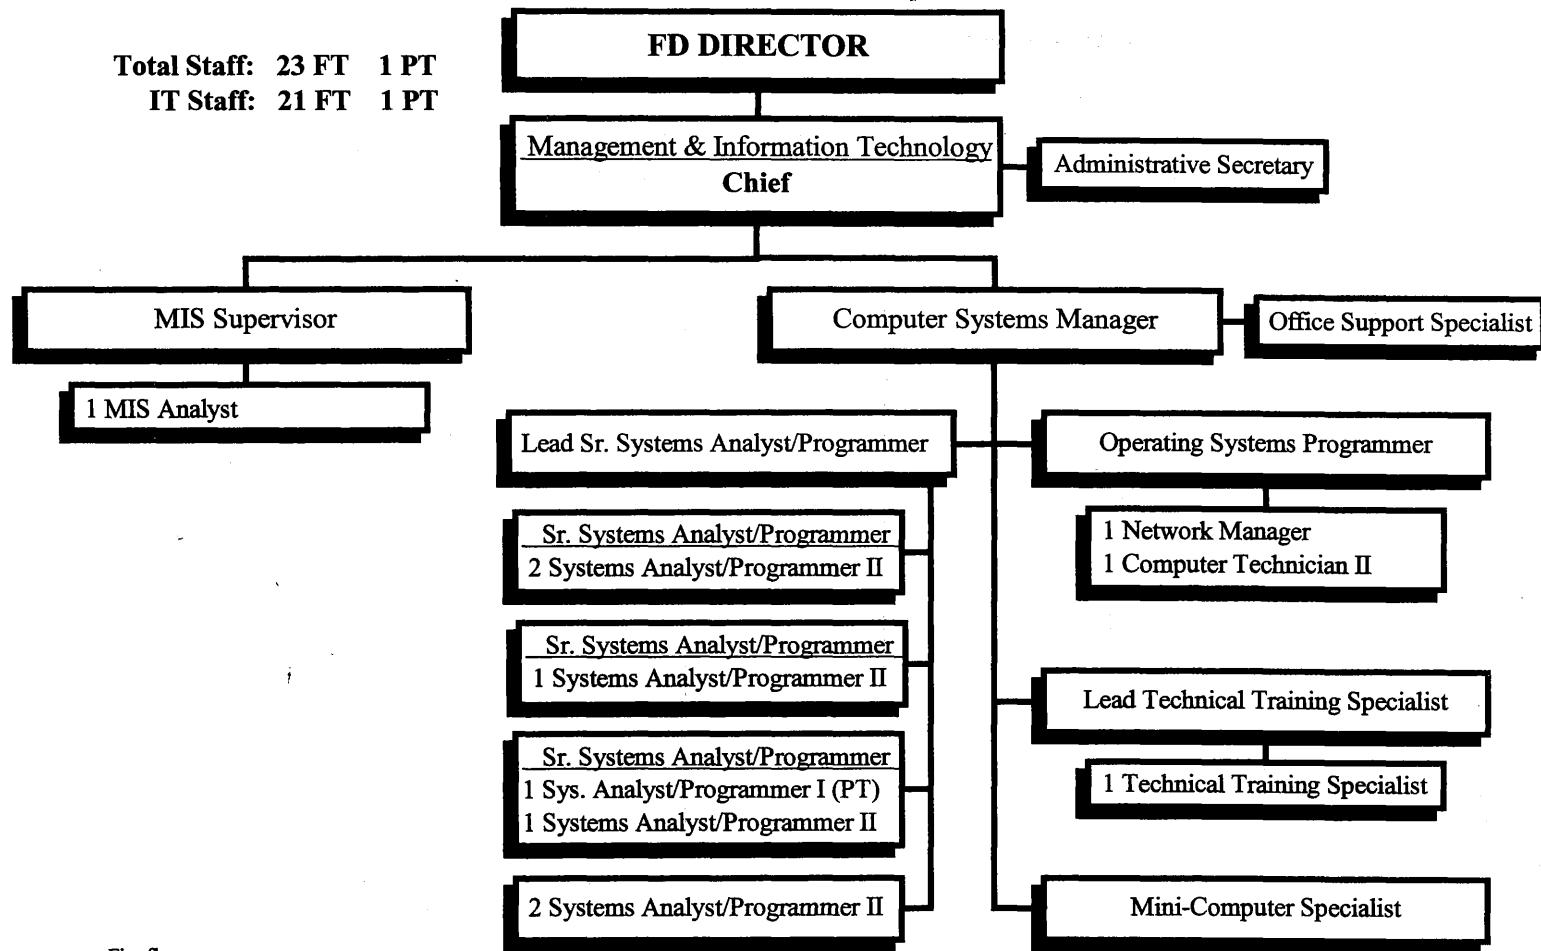 FD DIRECTOR
Total Staff: 23 FT 1 PT
IT Staff: 21 FT 1 PT
Management & Information Technology
Chief
Administrative Secretary
MIS Supervisor
Computer Systems Manager
Office Support Specialist
1 MIS Analyst
Lead Sr. Systems Analyst/Programmer
Operating Systems Programmer
Sr. Systems Analyst/Programmer
2 Systems Analyst/Programmer II
1 Network Manager
1 Computer Technician II
Sr. Systems Analyst/Programmer
1 Systems Analyst/Programmer II
Lead Technical Training Specialist
Sr. Systems Analyst/Programmer
1 Sys. Analyst/Programmer I (PT)
1 Systems Analyst/Programmer II
1 Technical Training Specialist
2 Systems Analyst/Programmer II
Mini-Computer Specialist